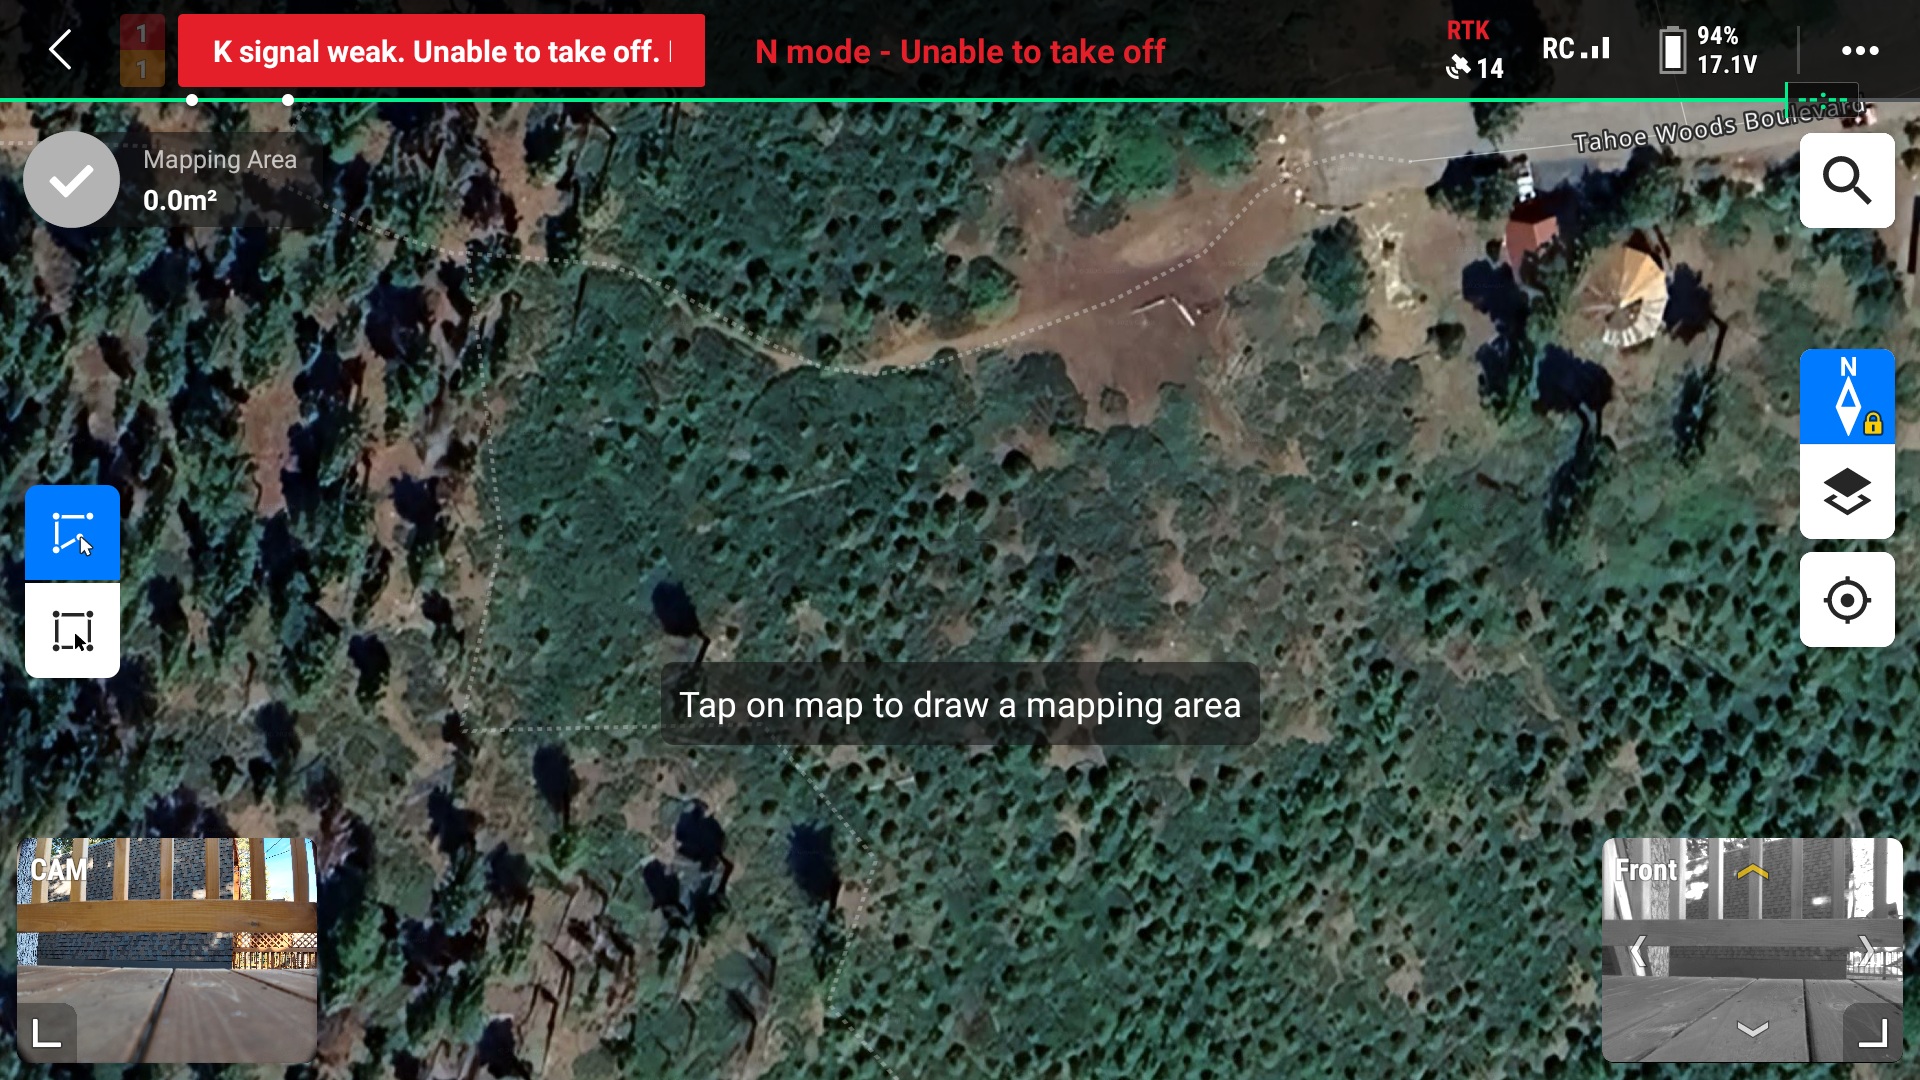 1
1
K signal weak. Unable to take off.
N mode - Unable to take off
RTK
14
RC
94%
17.1V
Tahoe Woods Boulevard
Mapping Area
0.0m²
N
Tap on map to draw a mapping area
CAM
Front